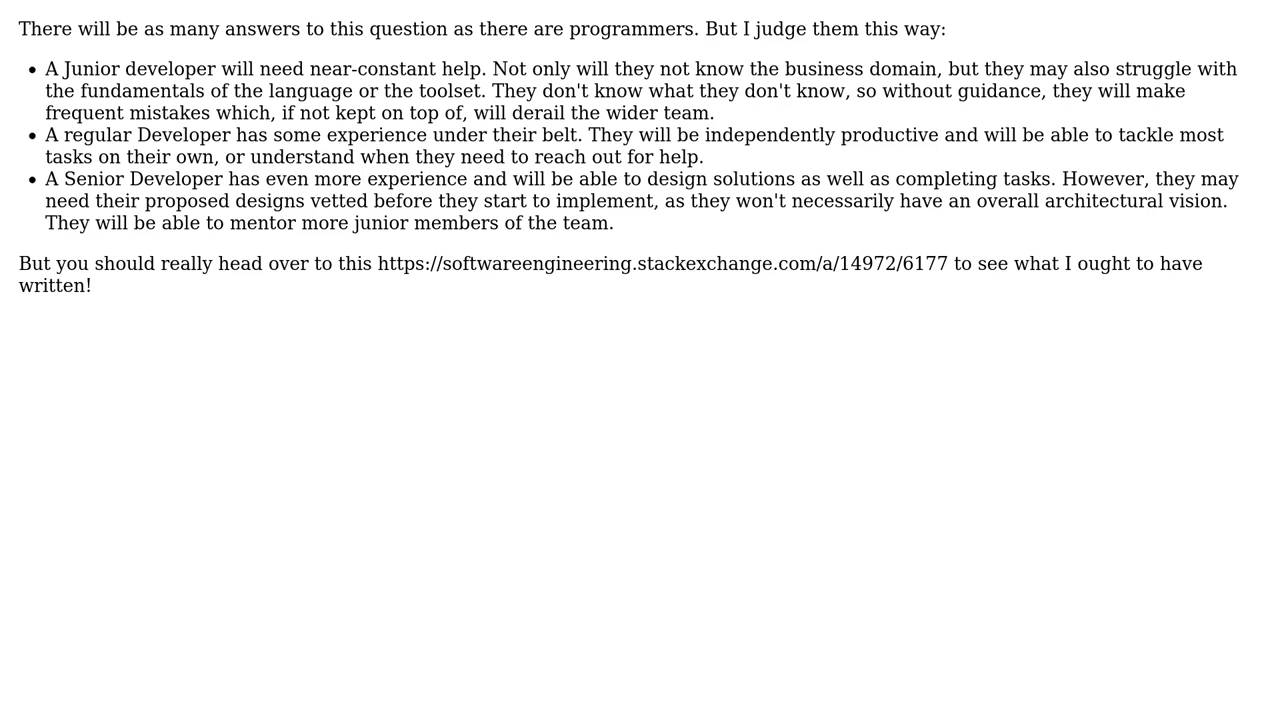 There will be as many answers to this question as there are programmers. But I judge them this way:
• A Junior developer will need near-constant help. Not only will they not know the business domain, but they may also struggle with
the fundamentals of the language or the toolset. They don't know what they don't know, so without guidance, they will make
frequent mistakes which, if not kept on top of, will derail the wider team.
• A regular Developer has some experience under their belt. They will be independently productive and will be able to tackle most
tasks on their own, or understand when they need to reach out for help.
• A Senior Developer has even more experience and will be able to design solutions as well as completing tasks. However, they may
need their proposed designs vetted before they start to implement, as they won't necessarily have an overall architectural vision.
They will be able to mentor more junior members of the team.
But you should really head over to this https://softwareengineering.stackexchange.com/a/14972/6177 to see what I ought to have
written!